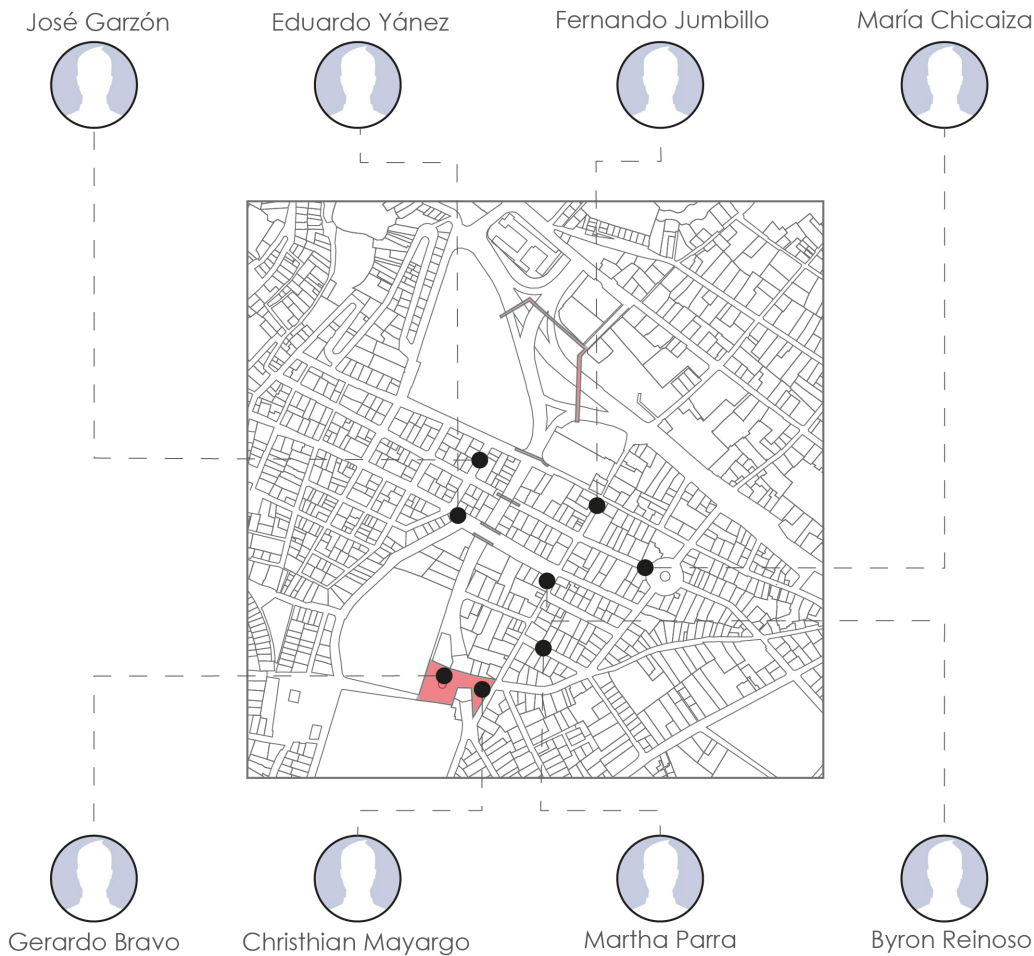 José Garzón
Eduardo Yánez
Fernando Jumbillo
María Chicaiza
Gerardo Bravo
Christhian Mayargo
Martha Parra
Byron Reinoso